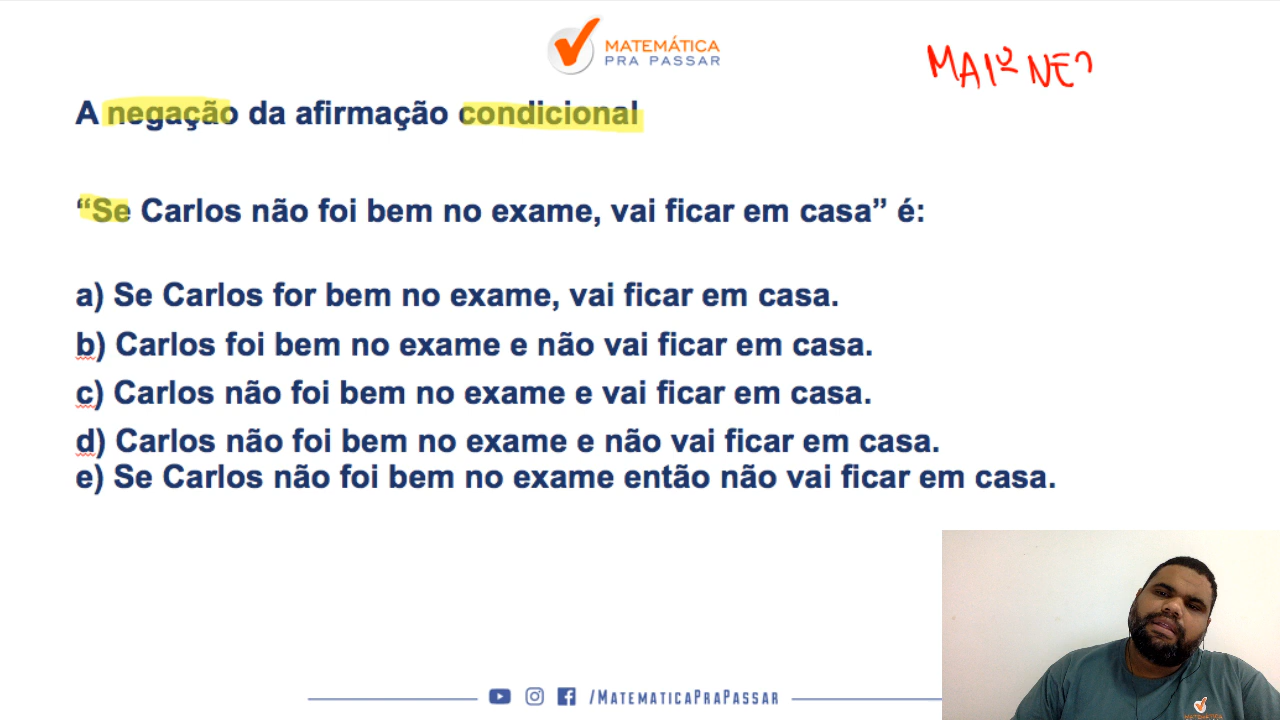 MATEMÁTICA
PRA PASSAR
A negação da afirmação condicional
“Se Carlos não foi bem no exame, vai ficar em casa” é:
a) Se Carlos for bem no exame, vai ficar em casa.
b) Carlos foi bem no exame e não vai ficar em casa.
c) Carlos não foi bem no exame e vai ficar em casa.
d) Carlos não foi bem no exame e não vai ficar em casa.
e) Se Carlos não foi bem no exame então não vai ficar em casa.
/MATEMATICAPRAPASSAR